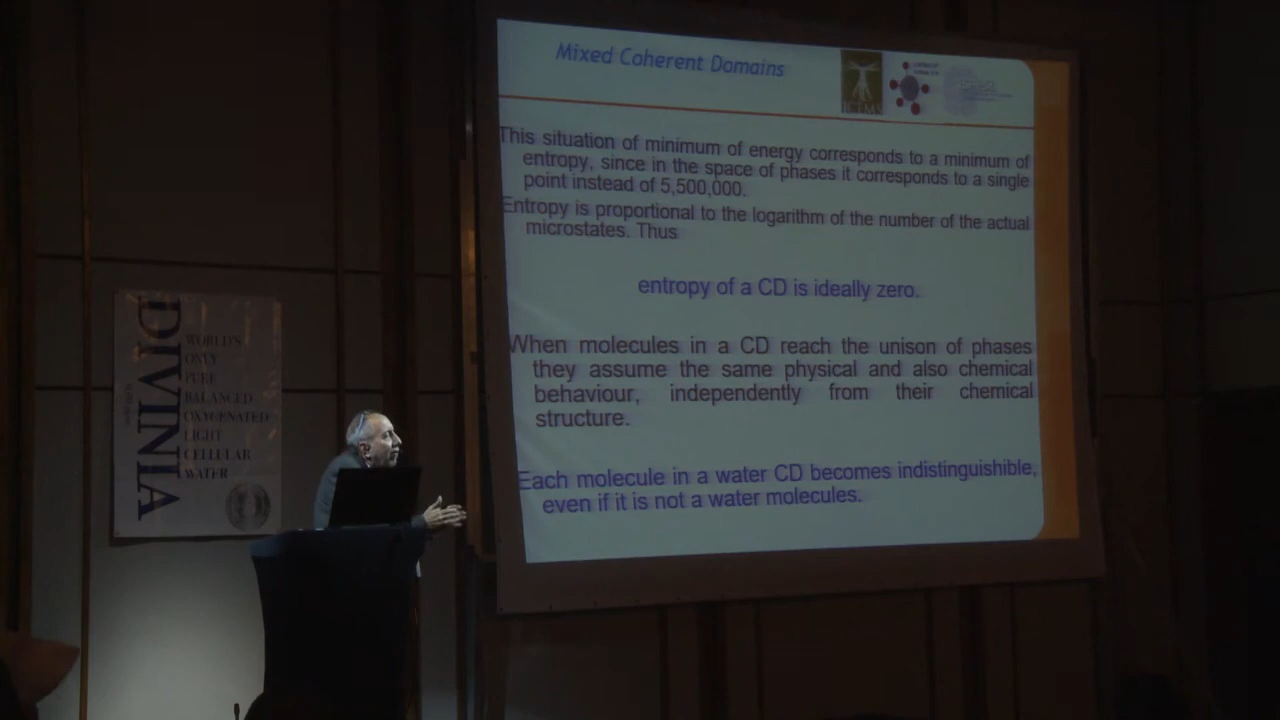 Mixed Coherent Domains
This situation of minimum of energy corresponds to a minimum of
entropy, since in the space of phases it corresponds to a single
point instead of 5,500,000.
Entropy is proportional to the logarithm of the number of the actual
microstates. Thus
entropy of a CD is ideally zero.
When molecules in a CD reach the unison of phases
they assume the same physical and also chemical
behaviour, independently from their chemical
structure.
Each molecule in a water CD becomes indistinguishible,
even if it is not a water molecules.
DIVINIA
WORLD'S
ONLY
PURE
BALANCED
OXYGENATED
LIGHT
CELLULAR
WATER